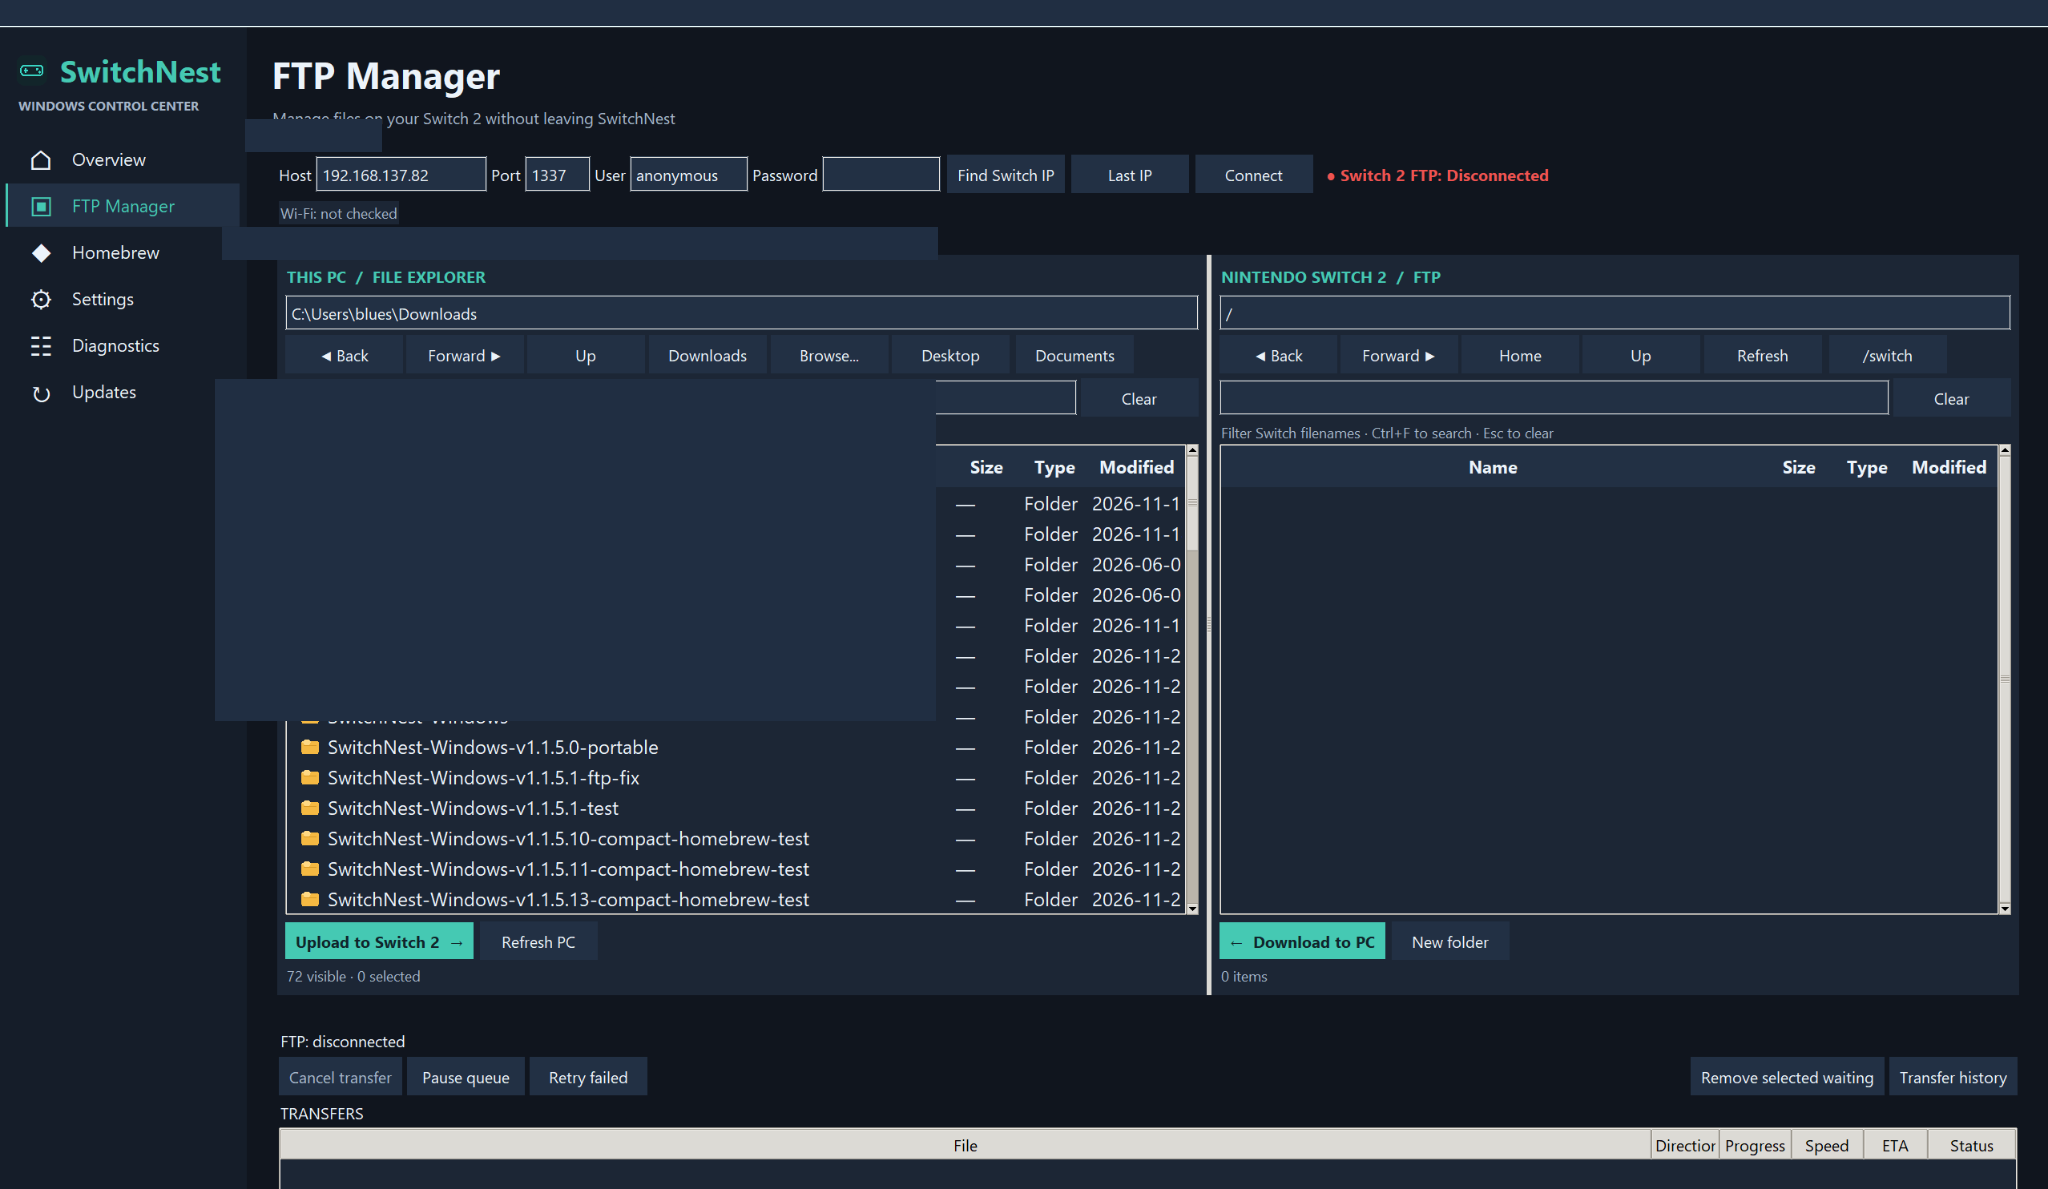 SwitchNest
WINDOWS CONTROL CENTER
Overview
FTP Manager
Homebrew
Settings
Diagnostics
Updates
FTP Manager
Manage files on your Switch 2 without leaving SwitchNest
Host 192.168.137.82 Port 1337 User anonymous Password Find Switch IP Last IP Connect ● Switch 2 FTP: Disconnected
Wi-Fi: not checked
THIS PC / FILE EXPLORER
C:\Users\blues\Downloads
◄ Back Forward ► Up Downloads Browse... Desktop Documents
Clear
Size Type Modified
— Folder 2026-11-1
— Folder 2026-11-1
— Folder 2026-06-0
— Folder 2026-06-0
— Folder 2026-11-1
— Folder 2026-11-2
— Folder 2026-11-2
SwitchNest-Windows — Folder 2026-11-2
SwitchNest-Windows-v1.1.5.0-portable — Folder 2026-11-2
SwitchNest-Windows-v1.1.5.1-ftp-fix — Folder 2026-11-2
SwitchNest-Windows-v1.1.5.1-test — Folder 2026-11-2
SwitchNest-Windows-v1.1.5.10-compact-homebrew-test — Folder 2026-11-2
SwitchNest-Windows-v1.1.5.11-compact-homebrew-test — Folder 2026-11-2
SwitchNest-Windows-v1.1.5.13-compact-homebrew-test — Folder 2026-11-2
Upload to Switch 2 → Refresh PC
72 visible · 0 selected
NINTENDO SWITCH 2 / FTP
/
◄ Back Forward ► Home Up Refresh /switch
Clear
Filter Switch filenames · Ctrl+F to search · Esc to clear
Name Size Type Modified
← Download to PC New folder
0 items
FTP: disconnected
Cancel transfer Pause queue Retry failed Remove selected waiting Transfer history
TRANSFERS
File Direction Progress Speed ETA Status